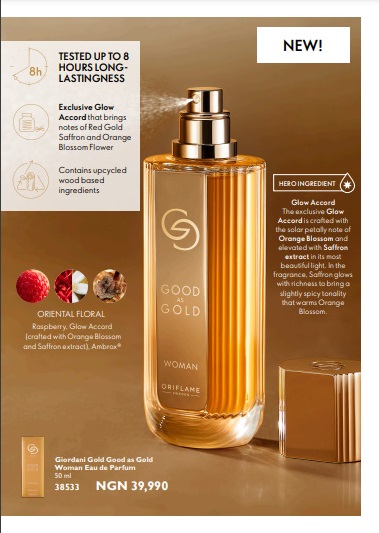 NEW!
8h
TESTED UP TO 8
HOURS LONG-
LASTINGNESS
Exclusive Glow
Accord that brings
notes of Red Gold
Saffron and Orange
Blossom Flower
Contains upcycled
wood based
ingredients
HERO INGREDIENT
Glow Accord
The exclusive Glow
Accord is crafted with
the solar petally note of
Orange Blossom and
elevated with Saffron
extract in its most
beautiful light. In the
fragrance, Saffron glows
with richness to bring a
slightly spicy tonality
that warms Orange
Blossom.
GOOD
AS
GOLD
WOMAN
ORIFLAME
SWEDEN
ORIENTAL FLORAL
Raspberry, Glow Accord
(crafted with Orange Blossom
and Saffron extract), Ambrox®
Giordani Gold Good as Gold
Woman Eau de Parfum
50 ml
38533 NGN 39,990